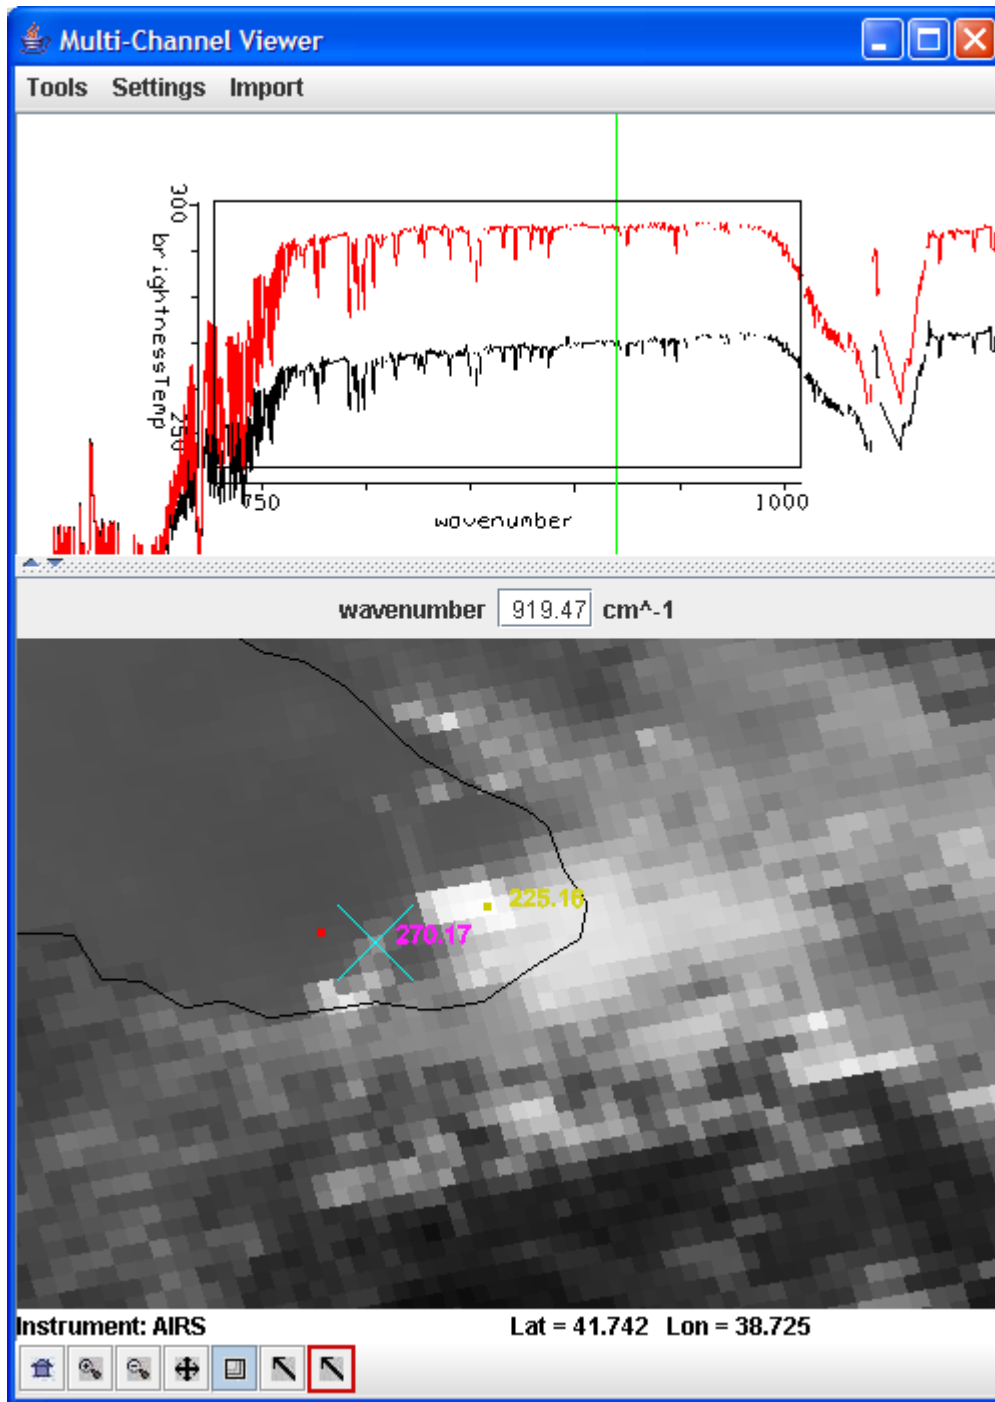 Multi-Channel Viewer
Tools Settings Import
300
brightnessTemp
250
750 1000
wavenumber
wavenumber 919.47 cm^-1
225.16
270.17
Instrument: AIRS Lat = 41.742 Lon = 38.725